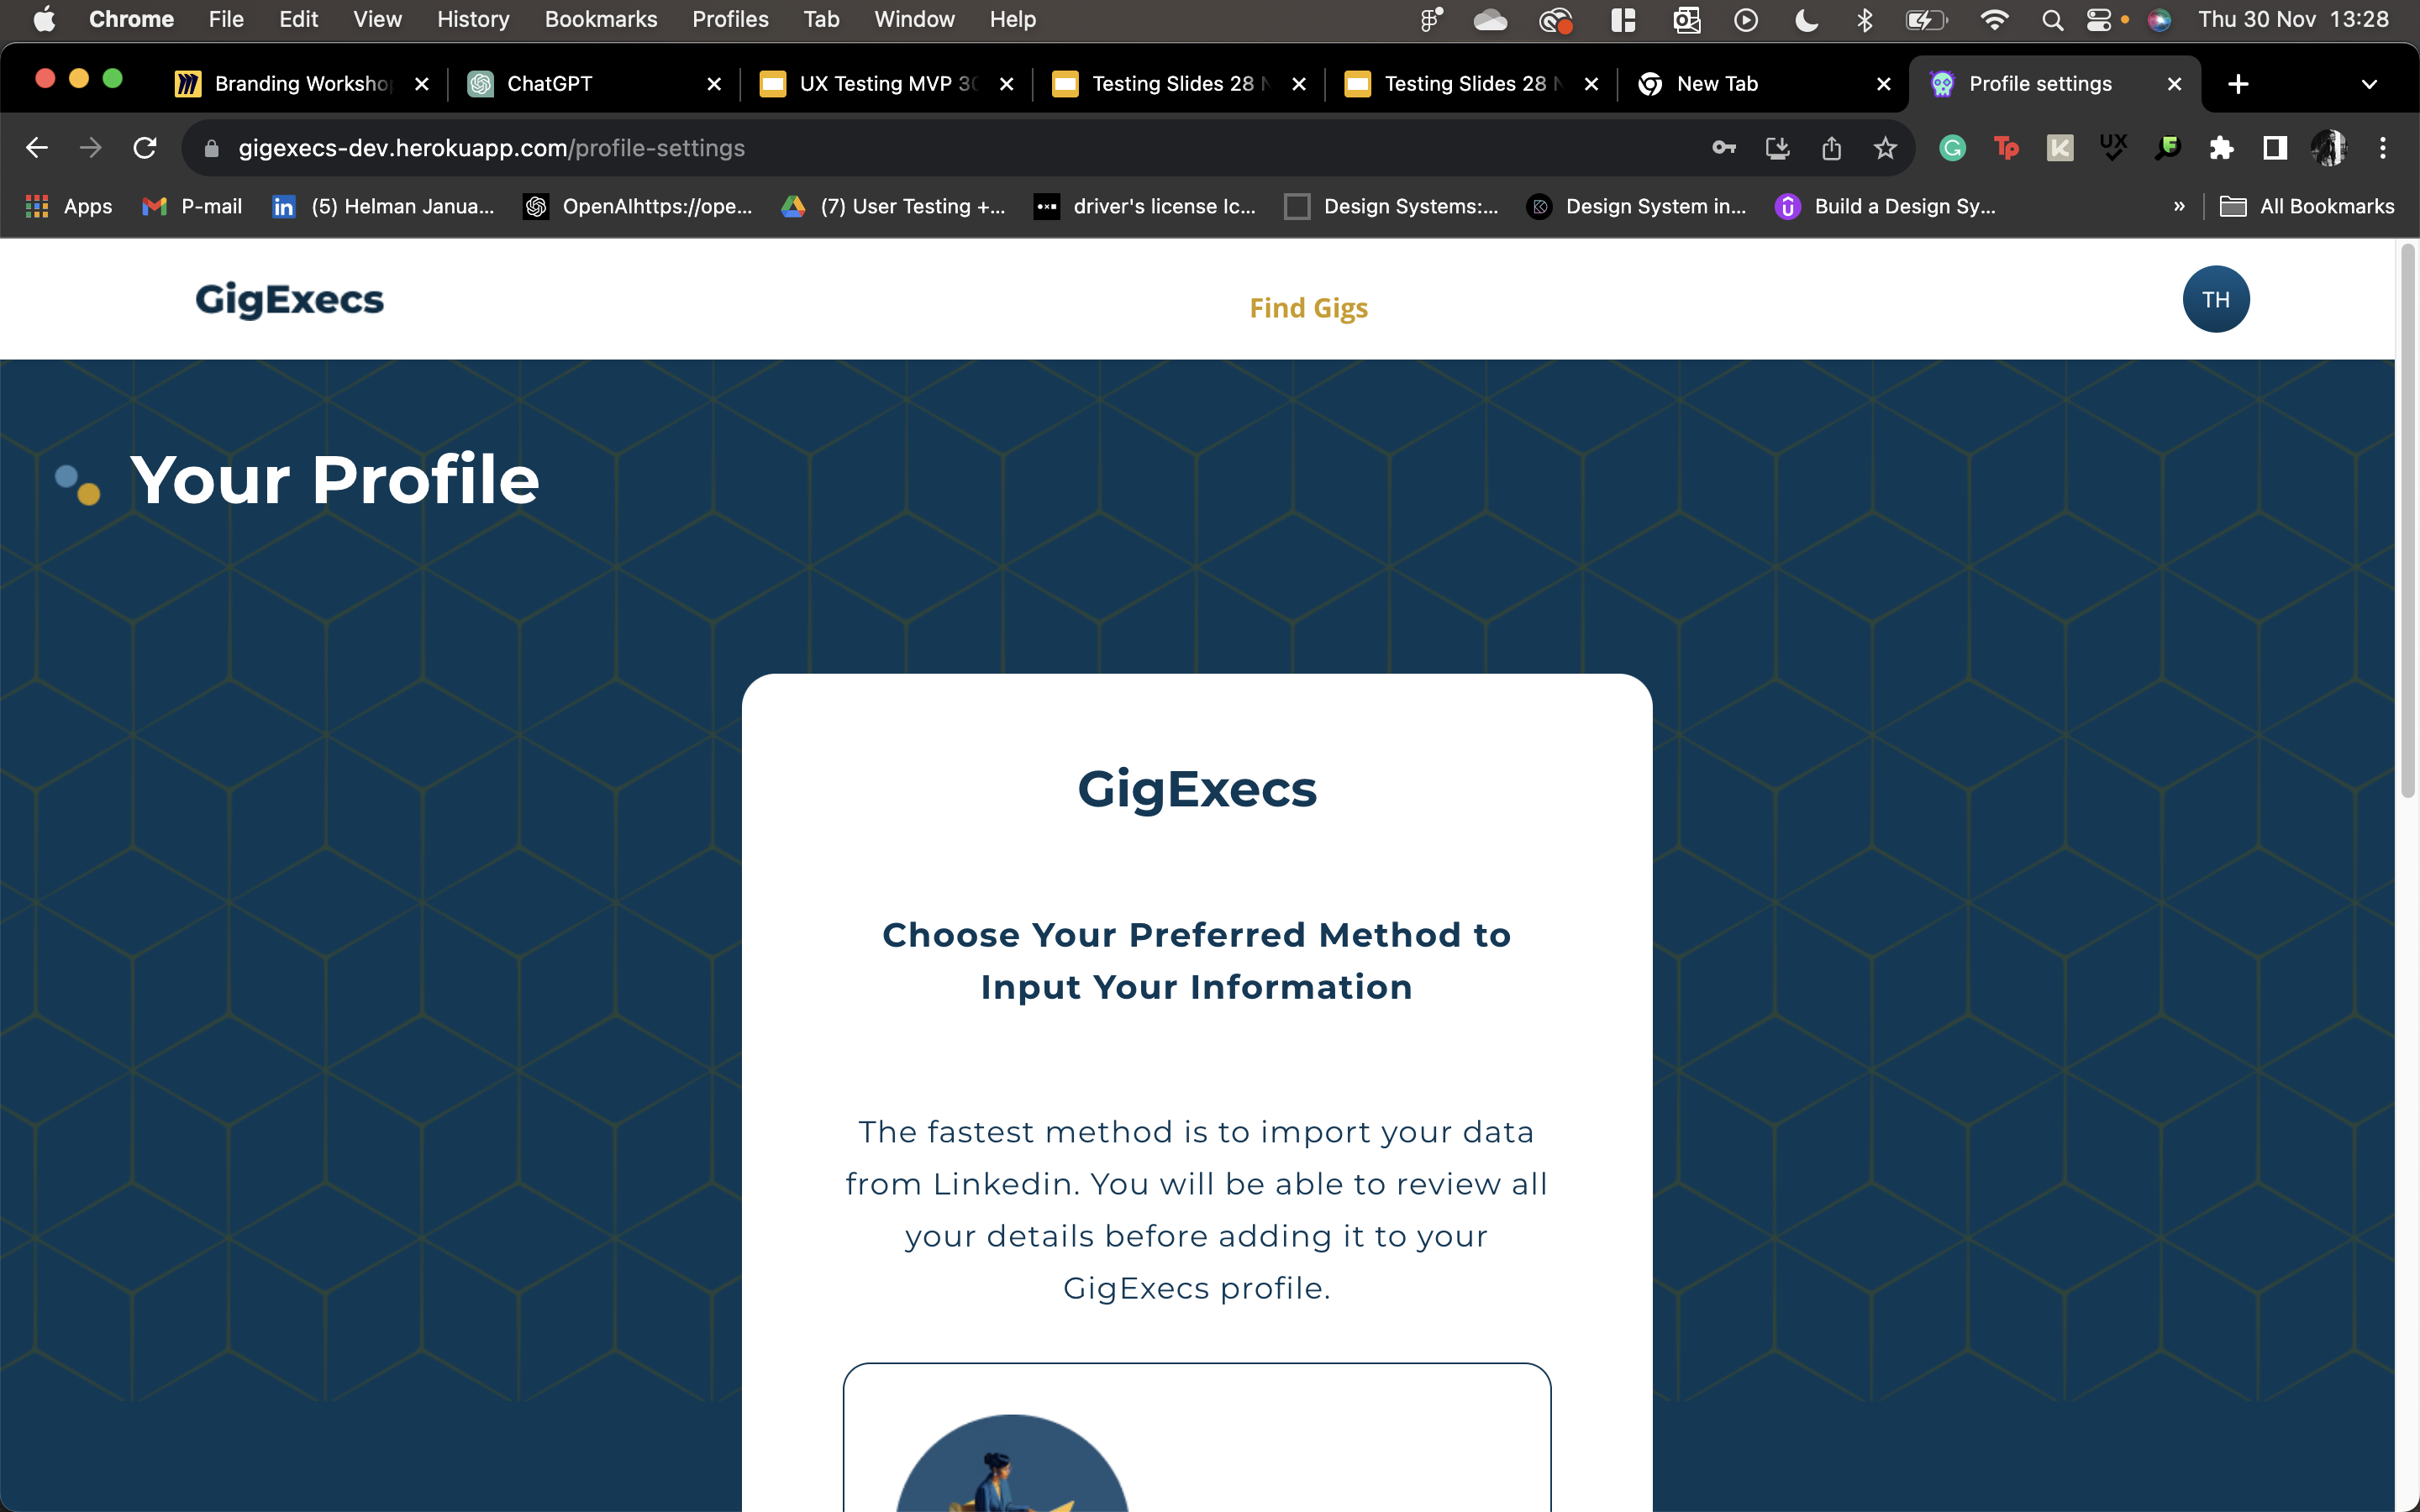 Chrome File Edit View History Bookmarks Profiles Tab Window Help Thu 30 Nov 13:28
Branding Workshop ChatGPT UX Testing MVP 30 Testing Slides 28 N Testing Slides 28 N New Tab Profile settings
gigexecs-dev.herokuapp.com/profile-settings
Apps P-mail (5) Helman Janua... OpenAIhttps://ope... (7) User Testing +... driver's license Ic... Design Systems:... Design System in... Build a Design Sy... » All Bookmarks
GigExecs Find Gigs TH
Your Profile
GigExecs
Choose Your Preferred Method to
Input Your Information
The fastest method is to import your data
from Linkedin. You will be able to review all
your details before adding it to your
GigExecs profile.